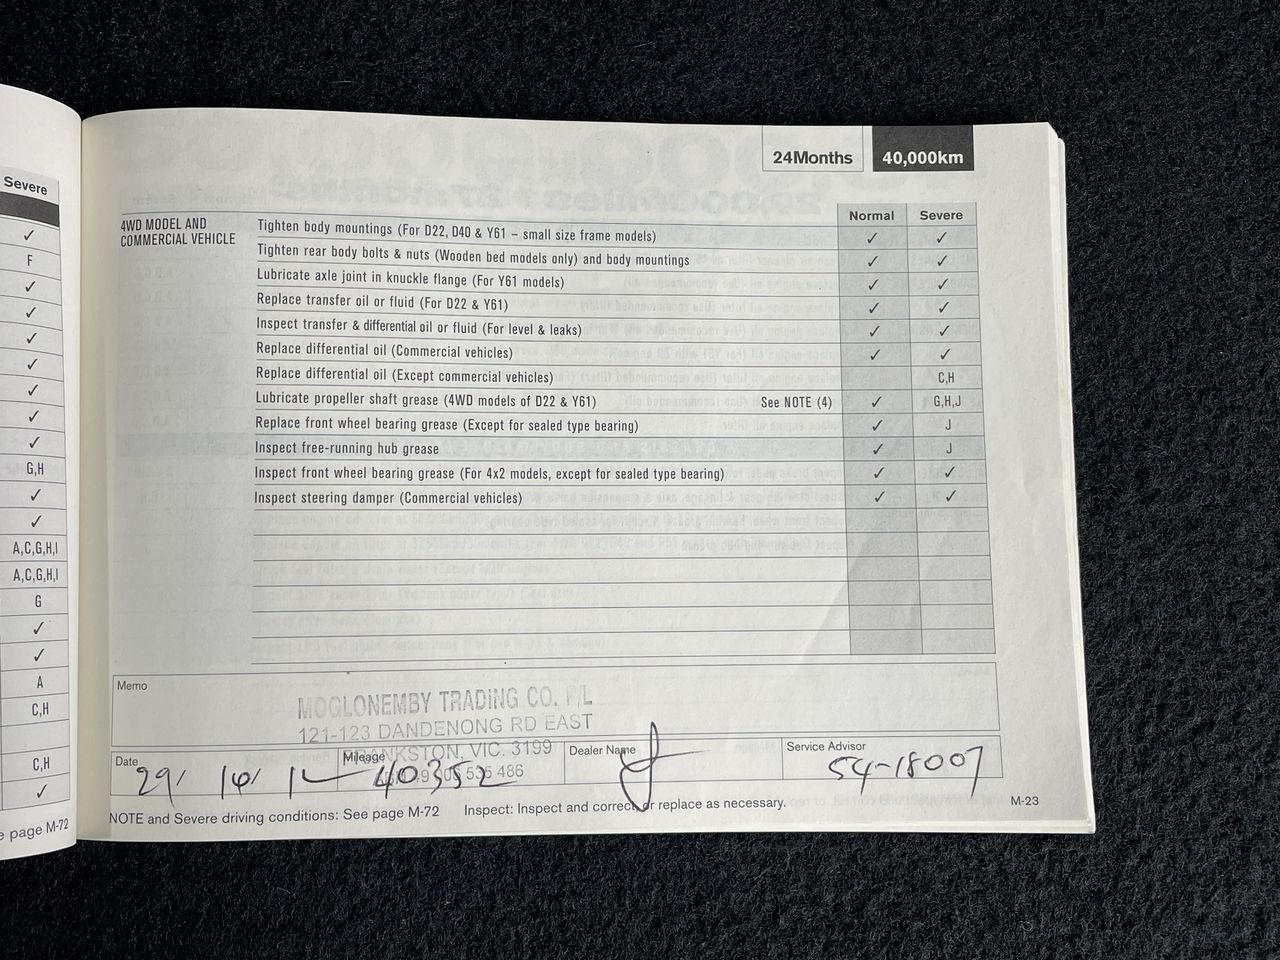 Severe
✓
F
✓
✓
✓
✓
✓
✓
✓
G,H
✓
✓
A,C,G,H,I
A,C,G,H,I
G
✓
✓
A
C,H
C,H
✓
page M-72
24Months 40,000km
Normal Severe
4WD MODEL AND COMMERCIAL VEHICLE
Tighten body mountings (For D22, D40 & Y61 – small size frame models) ✓ ✓
Tighten rear body bolts & nuts (Wooden bed models only) and body mountings ✓ ✓
Lubricate axle joint in knuckle flange (For Y61 models) ✓ ✓
Replace transfer oil or fluid (For D22 & Y61) ✓ ✓
Inspect transfer & differential oil or fluid (For level & leaks) ✓ ✓
Replace differential oil (Commercial vehicles) ✓ ✓
Replace differential oil (Except commercial vehicles) C,H
Lubricate propeller shaft grease (4WD models of D22 & Y61) See NOTE (4) ✓ G,H,J
Replace front wheel bearing grease (Except for sealed type bearing) ✓ J
Inspect free-running hub grease ✓ J
Inspect front wheel bearing grease (For 4x2 models, except for sealed type bearing) ✓ ✓
Inspect steering damper (Commercial vehicles) ✓ ✓
Memo
MOGLONEMBY TRADING CO. P/L
121-123 DANDENONG RD EAST
FRANKSTON, VIC. 3199
535 486
Date 29/ 10/ 12 Mileage 40352 Dealer Name Service Advisor 54-18007
NOTE and Severe driving conditions: See page M-72 Inspect: Inspect and correct or replace as necessary. M-23